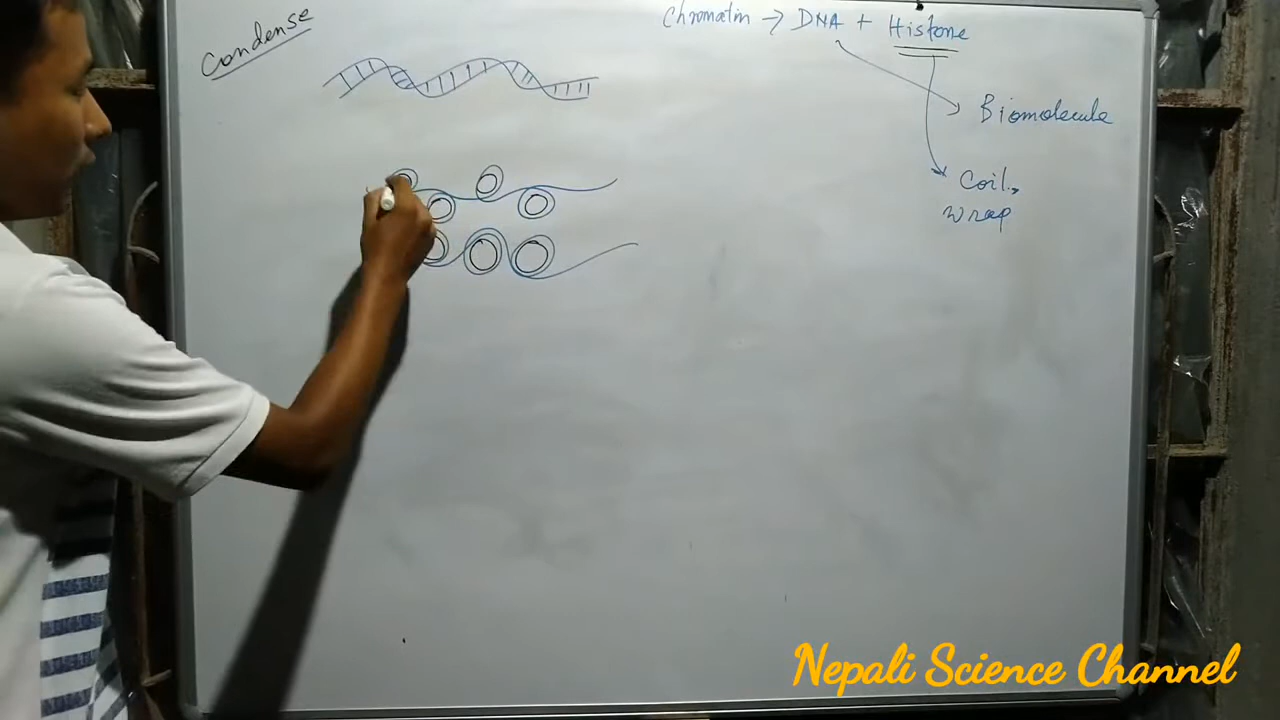 Condense
Chromatin → DNA + Histone
Biomolecule
Coil,
wrap
Nepali Science Channel